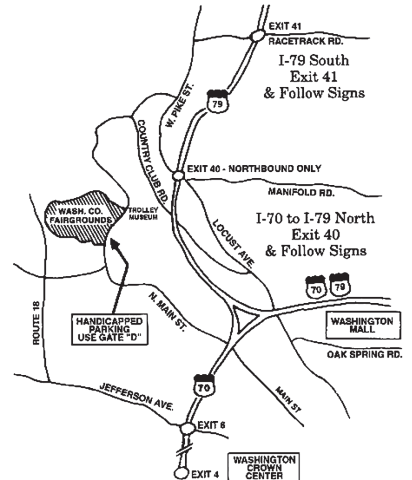 EXIT 41
RACETRACK RD.
I-79 South
Exit 41
& Follow Signs
W. PIKE ST.
79
COUNTRY CLUB RD.
EXIT 40 - NORTHBOUND ONLY
MANIFOLD RD.
WASH. CO.
FAIRGROUNDS
TROLLEY
MUSEUM
LOCUST AVE.
I-70 to I-79 North
Exit 40
& Follow Signs
70
79
ROUTE 18
HANDICAPPED
PARKING
USE GATE "D"
N. MAIN ST.
WASHINGTON
MALL
OAK SPRING RD.
70
JEFFERSON AVE.
MAIN ST
EXIT 6
EXIT 4
WASHINGTON
CROWN
CENTER